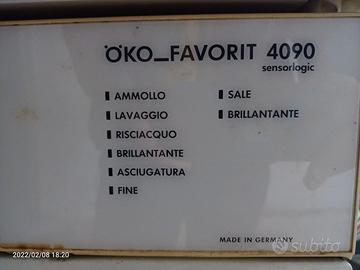 ÖKO_FAVORIT 4090
sensorlogic
AMMOLLO
LAVAGGIO
RISCIACQUO
BRILLANTANTE
ASCIUGATURA
FINE
SALE
BRILLANTANTE
MADE IN GERMANY
2022/02/08 18:20
subito